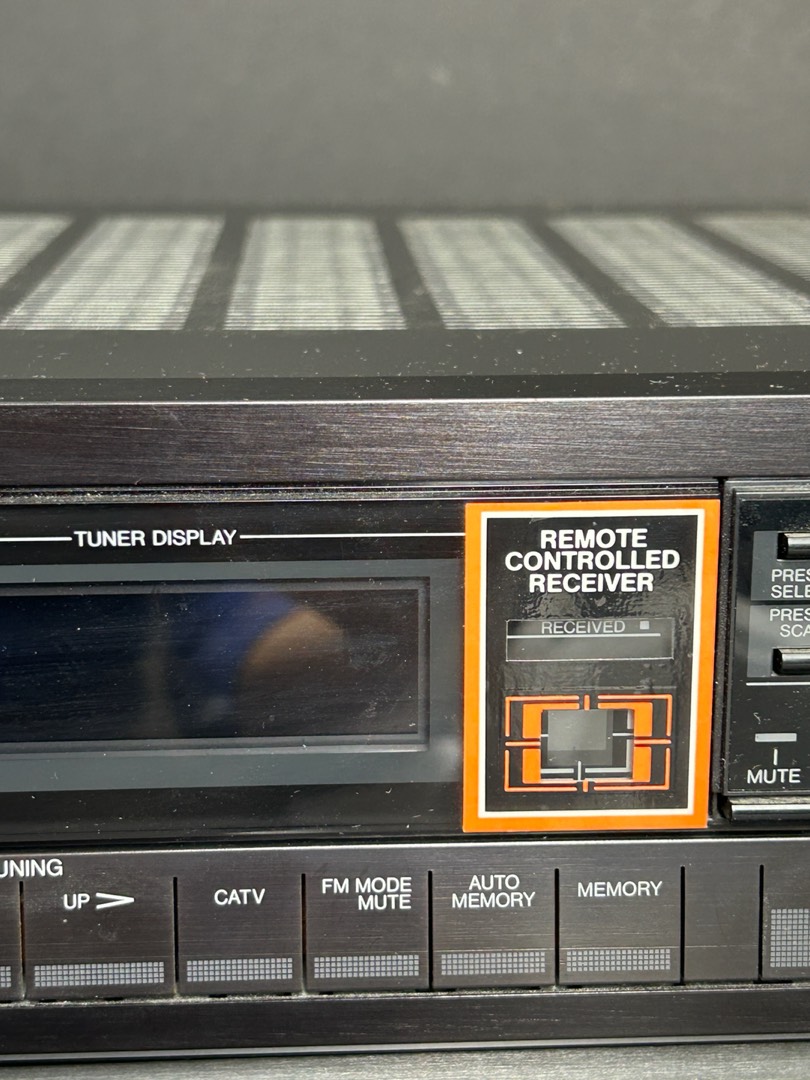 TUNER DISPLAY
REMOTE
CONTROLLED
RECEIVER
RECEIVED
MUTE
UP >
CATV
FM MODE
MUTE
AUTO
MEMORY
MEMORY